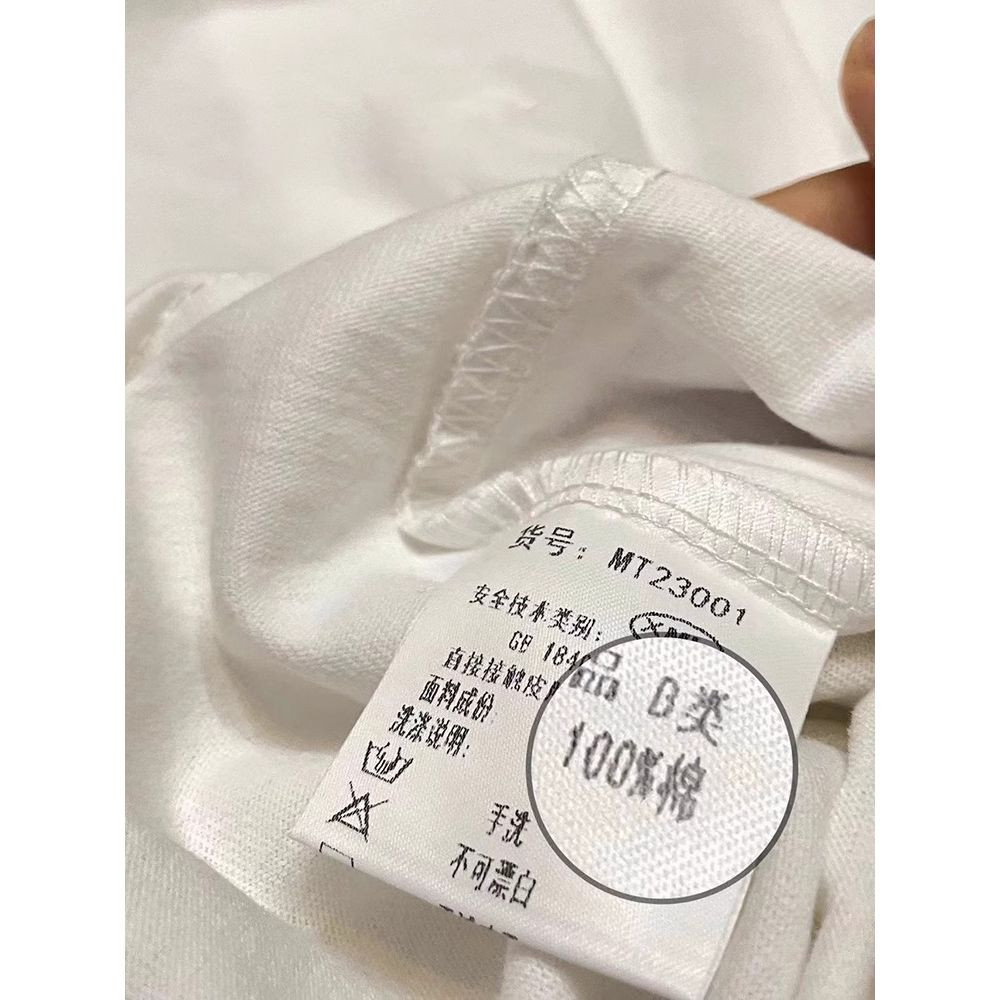 货号: MT23001
安全技术类别:
GB 184
直接接触皮
品 B类
面料成份
100%棉
洗涤说明:
手洗
不可漂白